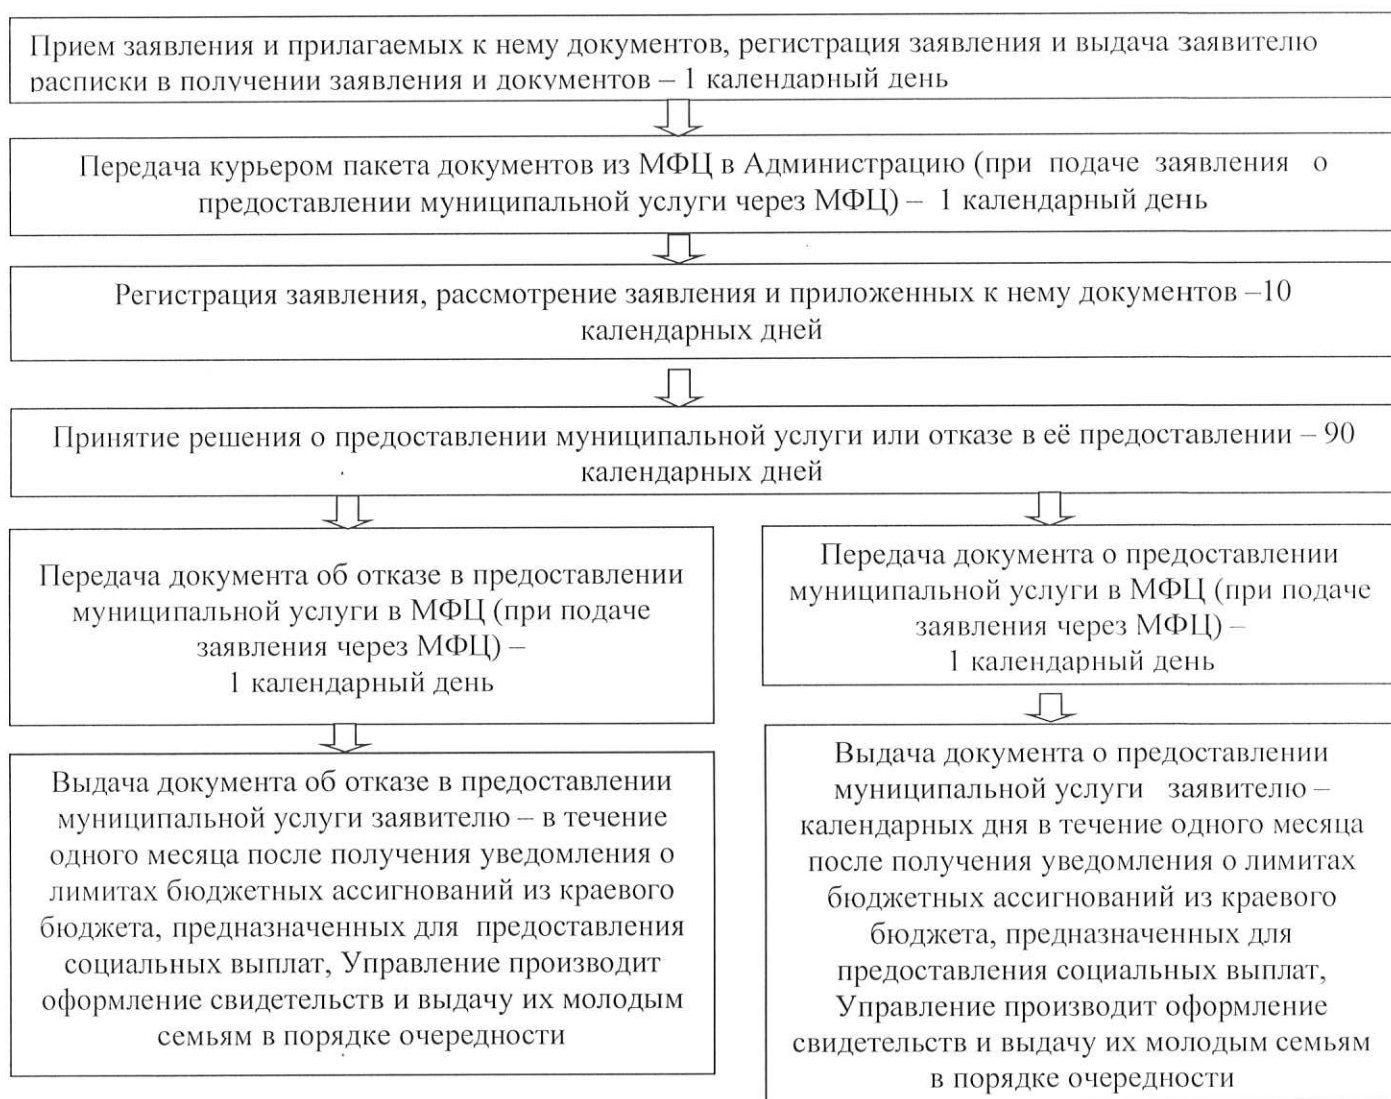 Прием заявления и прилагаемых к нему документов, регистрация заявления и выдача заявителю
расписки в получении заявления и документов – 1 календарный день
Передача курьером пакета документов из МФЦ в Администрацию (при подаче заявления о
предоставлении муниципальной услуги через МФЦ) – 1 календарный день
Регистрация заявления, рассмотрение заявления и приложенных к нему документов –10
календарных дней
Принятие решения о предоставлении муниципальной услуги или отказе в её предоставлении – 90
календарных дней
Передача документа об отказе в предоставлении
муниципальной услуги в МФЦ (при подаче
заявления через МФЦ) –
1 календарный день
Передача документа о предоставлении
муниципальной услуги в МФЦ (при подаче
заявления через МФЦ) –
1 календарный день
Выдача документа об отказе в предоставлении
муниципальной услуги заявителю – в течение
одного месяца после получения уведомления о
лимитах бюджетных ассигнований из краевого
бюджета, предназначенных для предоставления
социальных выплат, Управление производит
оформление свидетельств и выдачу их молодым
семьям в порядке очередности
Выдача документа о предоставлении
муниципальной услуги заявителю –
календарных дня в течение одного месяца
после получения уведомления о лимитах
бюджетных ассигнований из краевого
бюджета, предназначенных для
предоставления социальных выплат,
Управление производит оформление
свидетельств и выдачу их молодым семьям
в порядке очередности